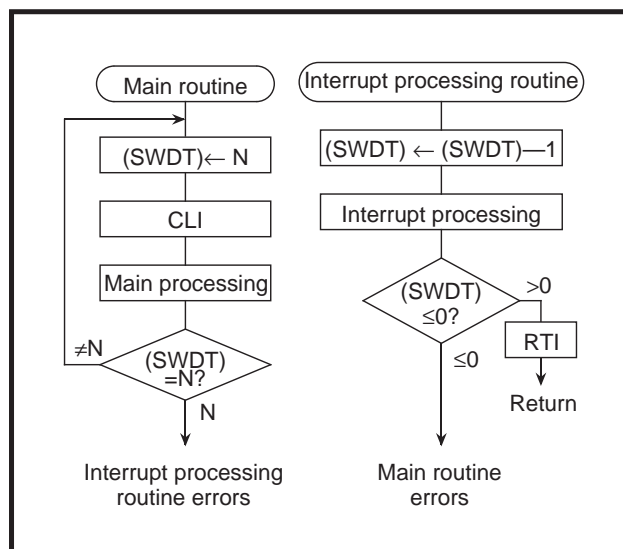 Main routine
(SWDT)← N
CLI
Main processing
≠N
(SWDT)
=N?
N
Interrupt processing
routine errors
Interrupt processing routine
(SWDT) ← (SWDT)—1
Interrupt processing
(SWDT)
≤0?
>0
≤0
RTI
Return
Main routine
errors